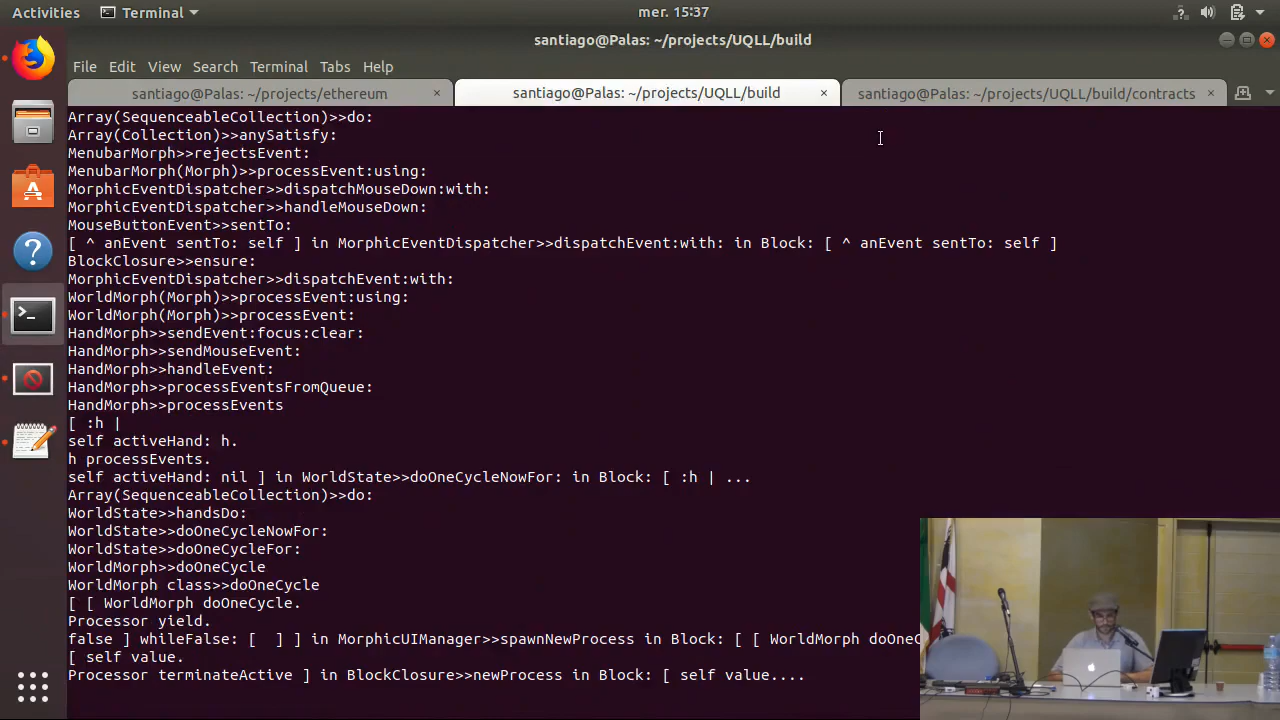 Activities Terminal mer. 15:37
santiago@Palas: ~/projects/UQLL/build
File Edit View Search Terminal Tabs Help
santiago@Palas: ~/projects/ethereum × santiago@Palas: ~/projects/UQLL/build × santiago@Palas: ~/projects/UQLL/build/contracts ×
Array(SequenceableCollection)>>do:
Array(Collection)>>anySatisfy:
MenubarMorph>>rejectsEvent:
MenubarMorph(Morph)>>processEvent:using:
MorphicEventDispatcher>>dispatchMouseDown:with:
MorphicEventDispatcher>>handleMouseDown:
MouseButtonEvent>>sentTo:
[ ^ anEvent sentTo: self ] in MorphicEventDispatcher>>dispatchEvent:with: in Block: [ ^ anEvent sentTo: self ]
BlockClosure>>ensure:
MorphicEventDispatcher>>dispatchEvent:with:
WorldMorph(Morph)>>processEvent:using:
WorldMorph(Morph)>>processEvent:
HandMorph>>sendEvent:focus:clear:
HandMorph>>sendMouseEvent:
HandMorph>>handleEvent:
HandMorph>>processEventsFromQueue:
HandMorph>>processEvents
[ :h |
self activeHand: h.
h processEvents.
self activeHand: nil ] in WorldState>>doOneCycleNowFor: in Block: [ :h | ...
Array(SequenceableCollection)>>do:
WorldState>>handsDo:
WorldState>>doOneCycleNowFor:
WorldState>>doOneCycleFor:
WorldMorph>>doOneCycle
WorldMorph class>>doOneCycle
[ [ WorldMorph doOneCycle.
Processor yield.
false ] whileFalse: [  ] ] in MorphicUIManager>>spawnNewProcess in Block: [ [ WorldMorph doOneC
[ self value.
Processor terminateActive ] in BlockClosure>>newProcess in Block: [ self value....